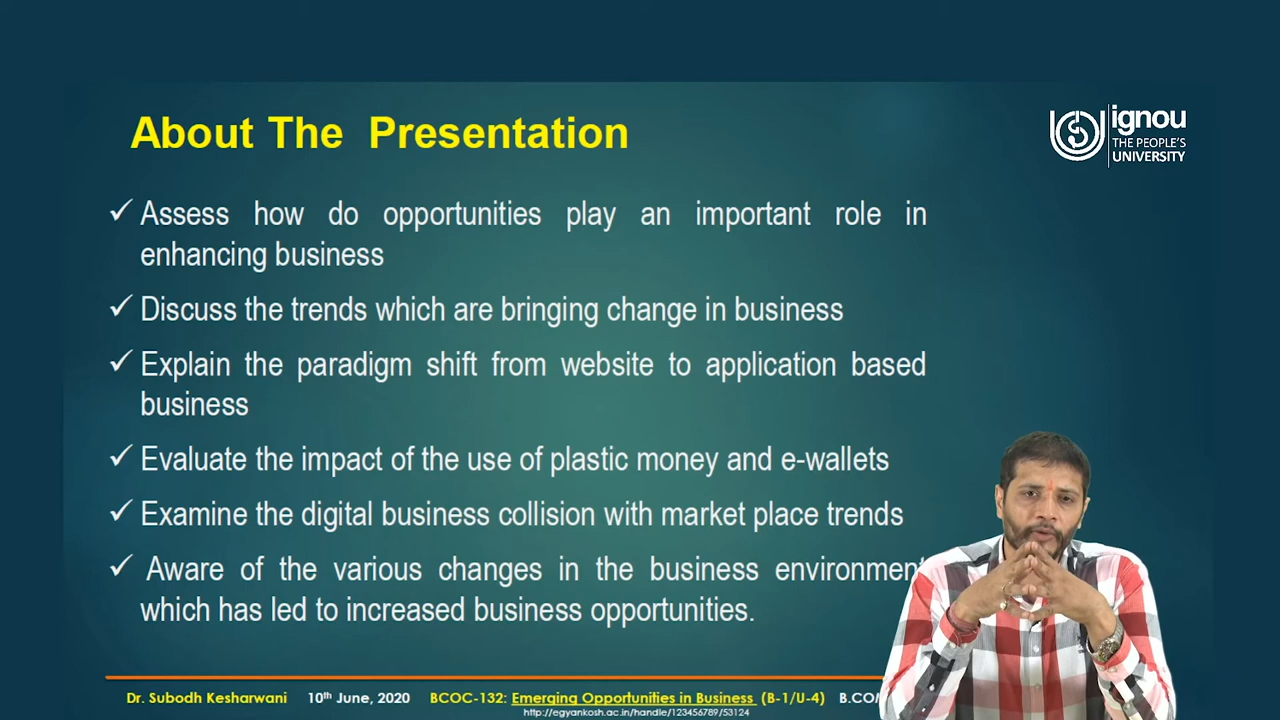 About The Presentation
ignou
THE PEOPLE'S
UNIVERSITY
✓ Assess how do opportunities play an important role in
enhancing business
✓ Discuss the trends which are bringing change in business
✓ Explain the paradigm shift from website to application based
business
✓ Evaluate the impact of the use of plastic money and e-wallets
✓ Examine the digital business collision with market place trends
✓ Aware of the various changes in the business environment
which has led to increased business opportunities.
Dr. Subodh Kesharwani 10th June, 2020 BCOC-132: Emerging Opportunities in Business (B-1/U-4)
http://egyankosh.ac.in/handle/123456789/53124